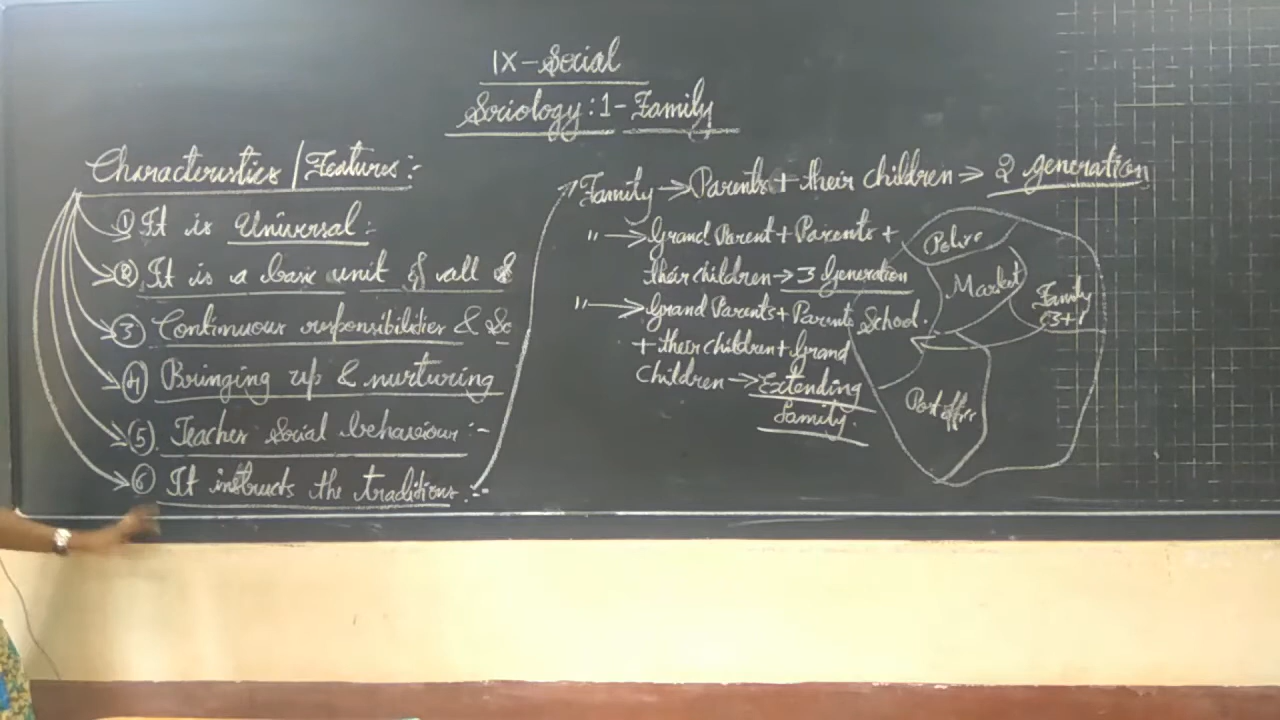 IX - Social
Sociology : 1 - Family
Characteristics / Features :-
① It is Universal :-
② It is a basic unit of all S
③ Continuous responsibilities & So
④ Bringing up & nurturing
⑤ Teaches Social behaviour :-
⑥ It instructs the traditions :-
Family → Parents + their children → 2 generation
" → Grand Parent + Parents +
their children → 3 Generation
" → Grand Parents + Parents
+ their children + Grand
children → Extending
family.
Police
Market
Family
School.
Post office